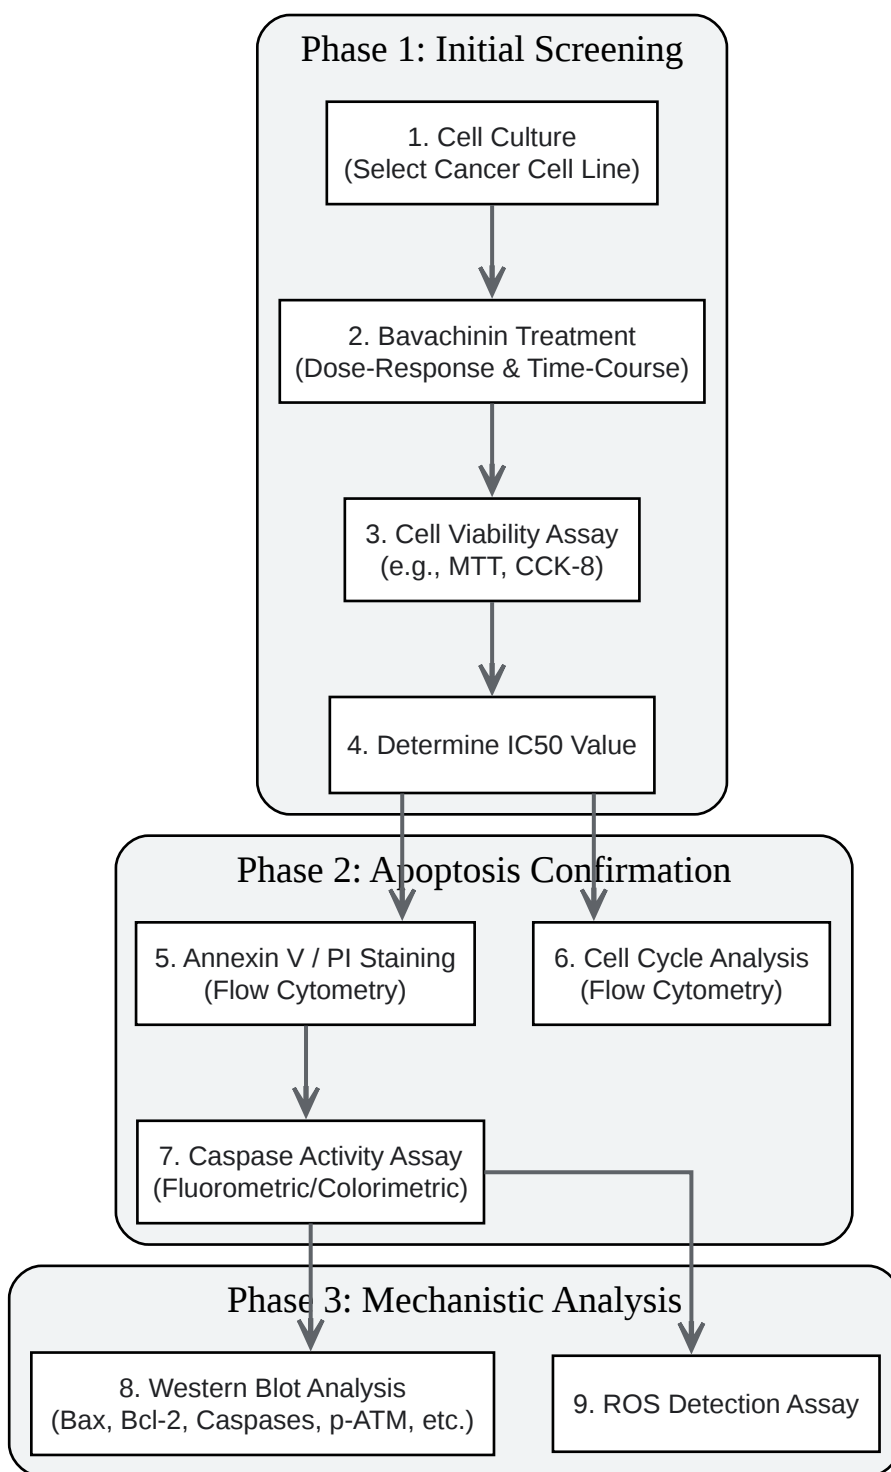 Phase 1: Initial Screening
1. Cell Culture
(Select Cancer Cell Line)
2. Bavachinin Treatment
(Dose-Response & Time-Course)
3. Cell Viability Assay
(e.g., MTT, CCK-8)
4. Determine IC50 Value
Phase 2: Apoptosis Confirmation
5. Annexin V / PI Staining
(Flow Cytometry)
6. Cell Cycle Analysis
(Flow Cytometry)
7. Caspase Activity Assay
(Fluorometric/Colorimetric)
Phase 3: Mechanistic Analysis
8. Western Blot Analysis
(Bax, Bcl-2, Caspases, p-ATM, etc.)
9. ROS Detection Assay